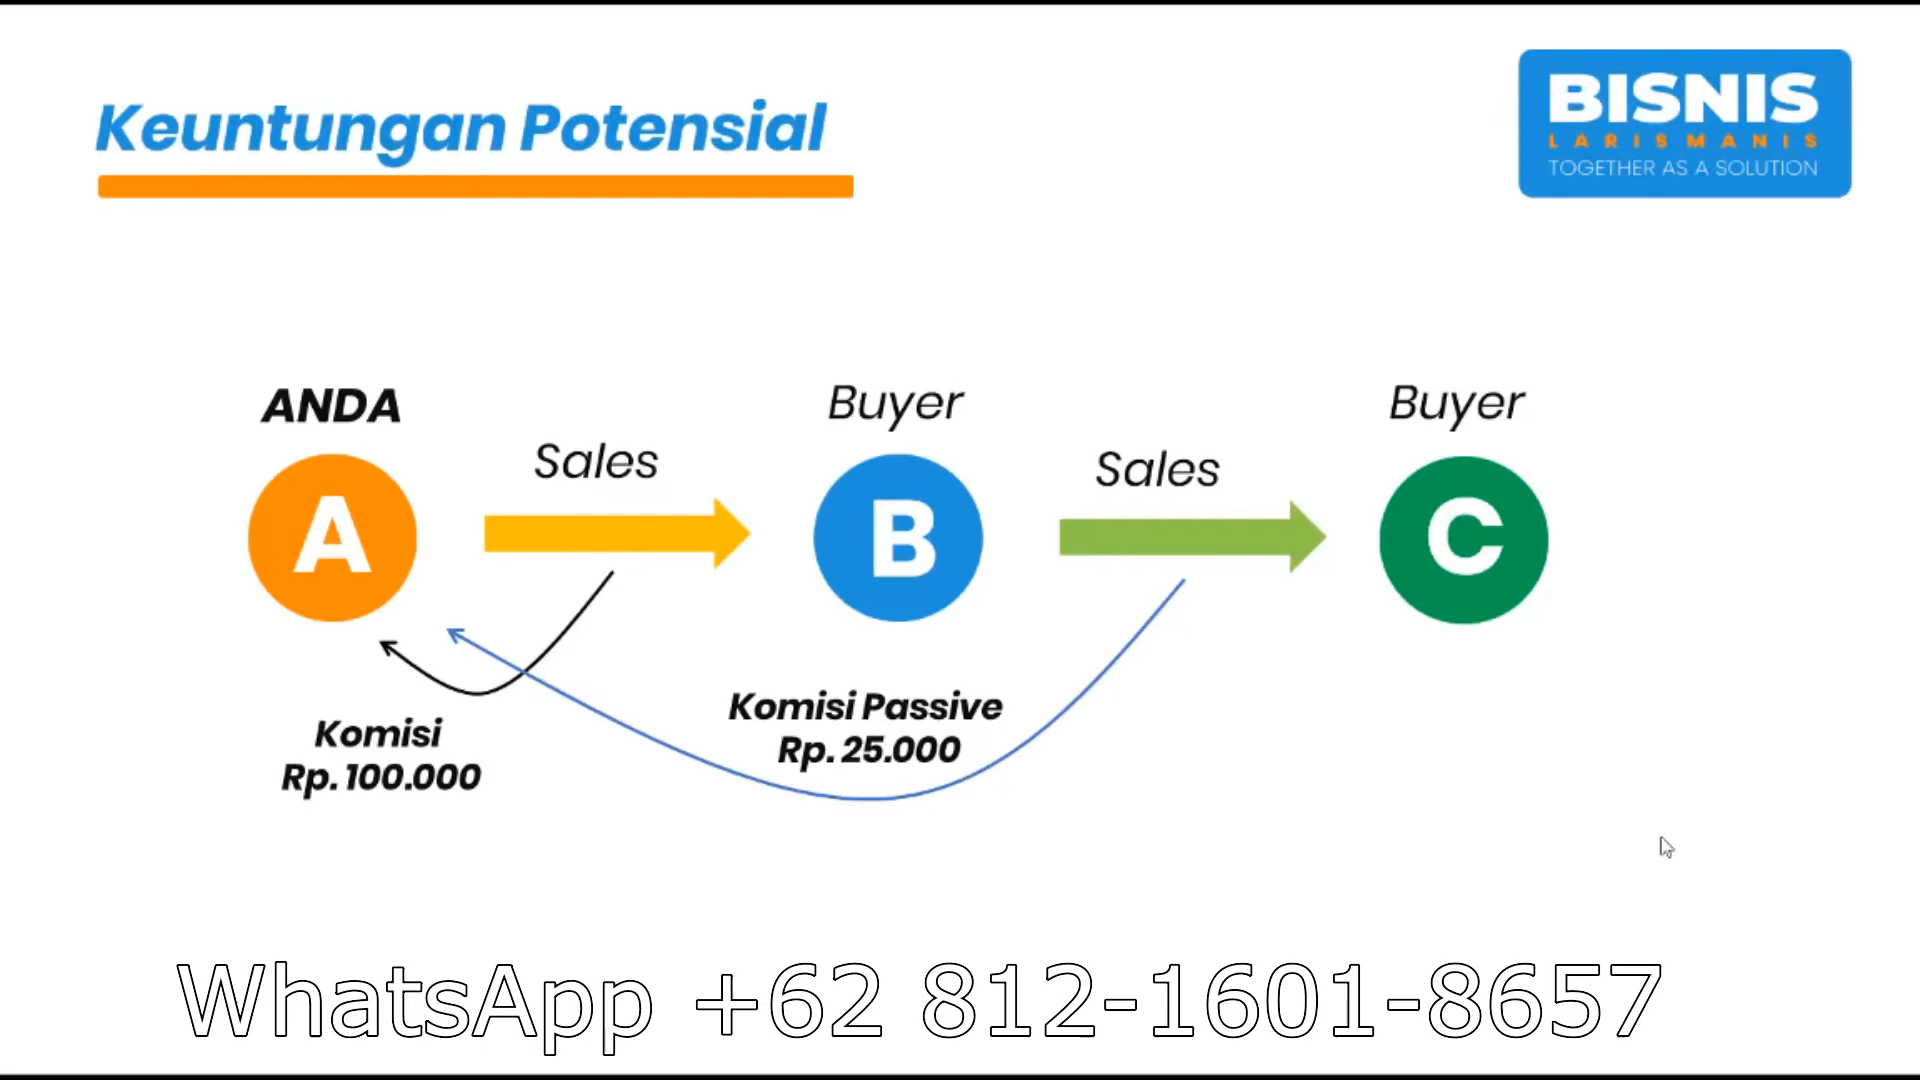 Keuntungan Potensial
BISNIS
LARISMANIS
TOGETHER AS A SOLUTION
ANDA
Buyer
Buyer
Sales
Sales
A
B
C
Komisi Passive
Rp. 25.000
Komisi
Rp. 100.000
WhatsApp +62 812-1601-8657